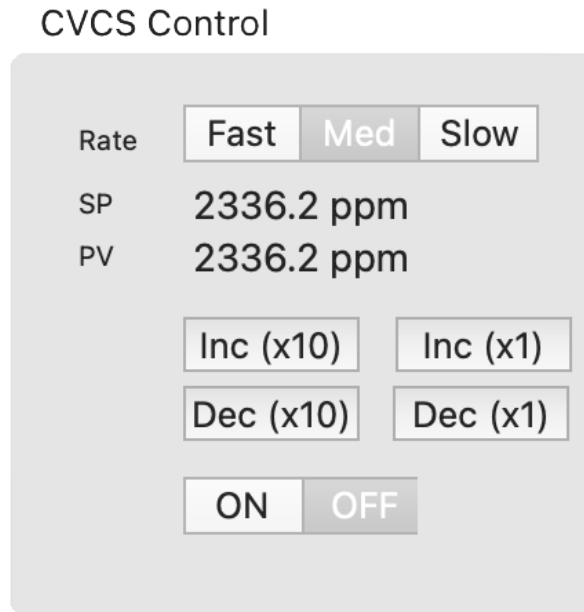 CVCS Control
Rate Fast Med Slow
SP 2336.2 ppm
PV 2336.2 ppm
Inc (x10) Inc (x1)
Dec (x10) Dec (x1)
ON OFF